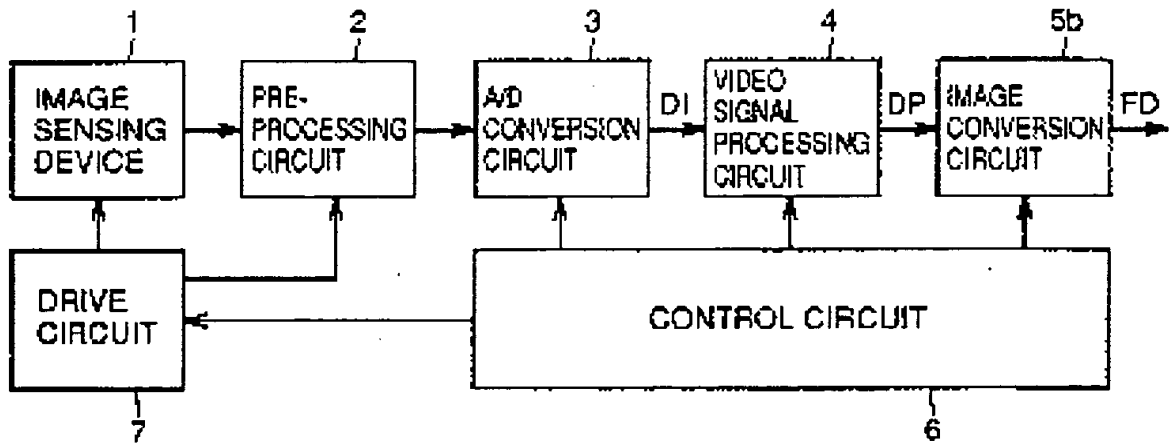 1
2
3
4
5b
IMAGE
SENSING
DEVICE
PRE-
PROCESSING
CIRCUIT
A/D
CONVERSION
CIRCUIT
DI
VIDEO
SIGNAL
PROCESSING
CIRCUIT
DP
IMAGE
CONVERSION
CIRCUIT
FD
DRIVE
CIRCUIT
CONTROL CIRCUIT
7
6